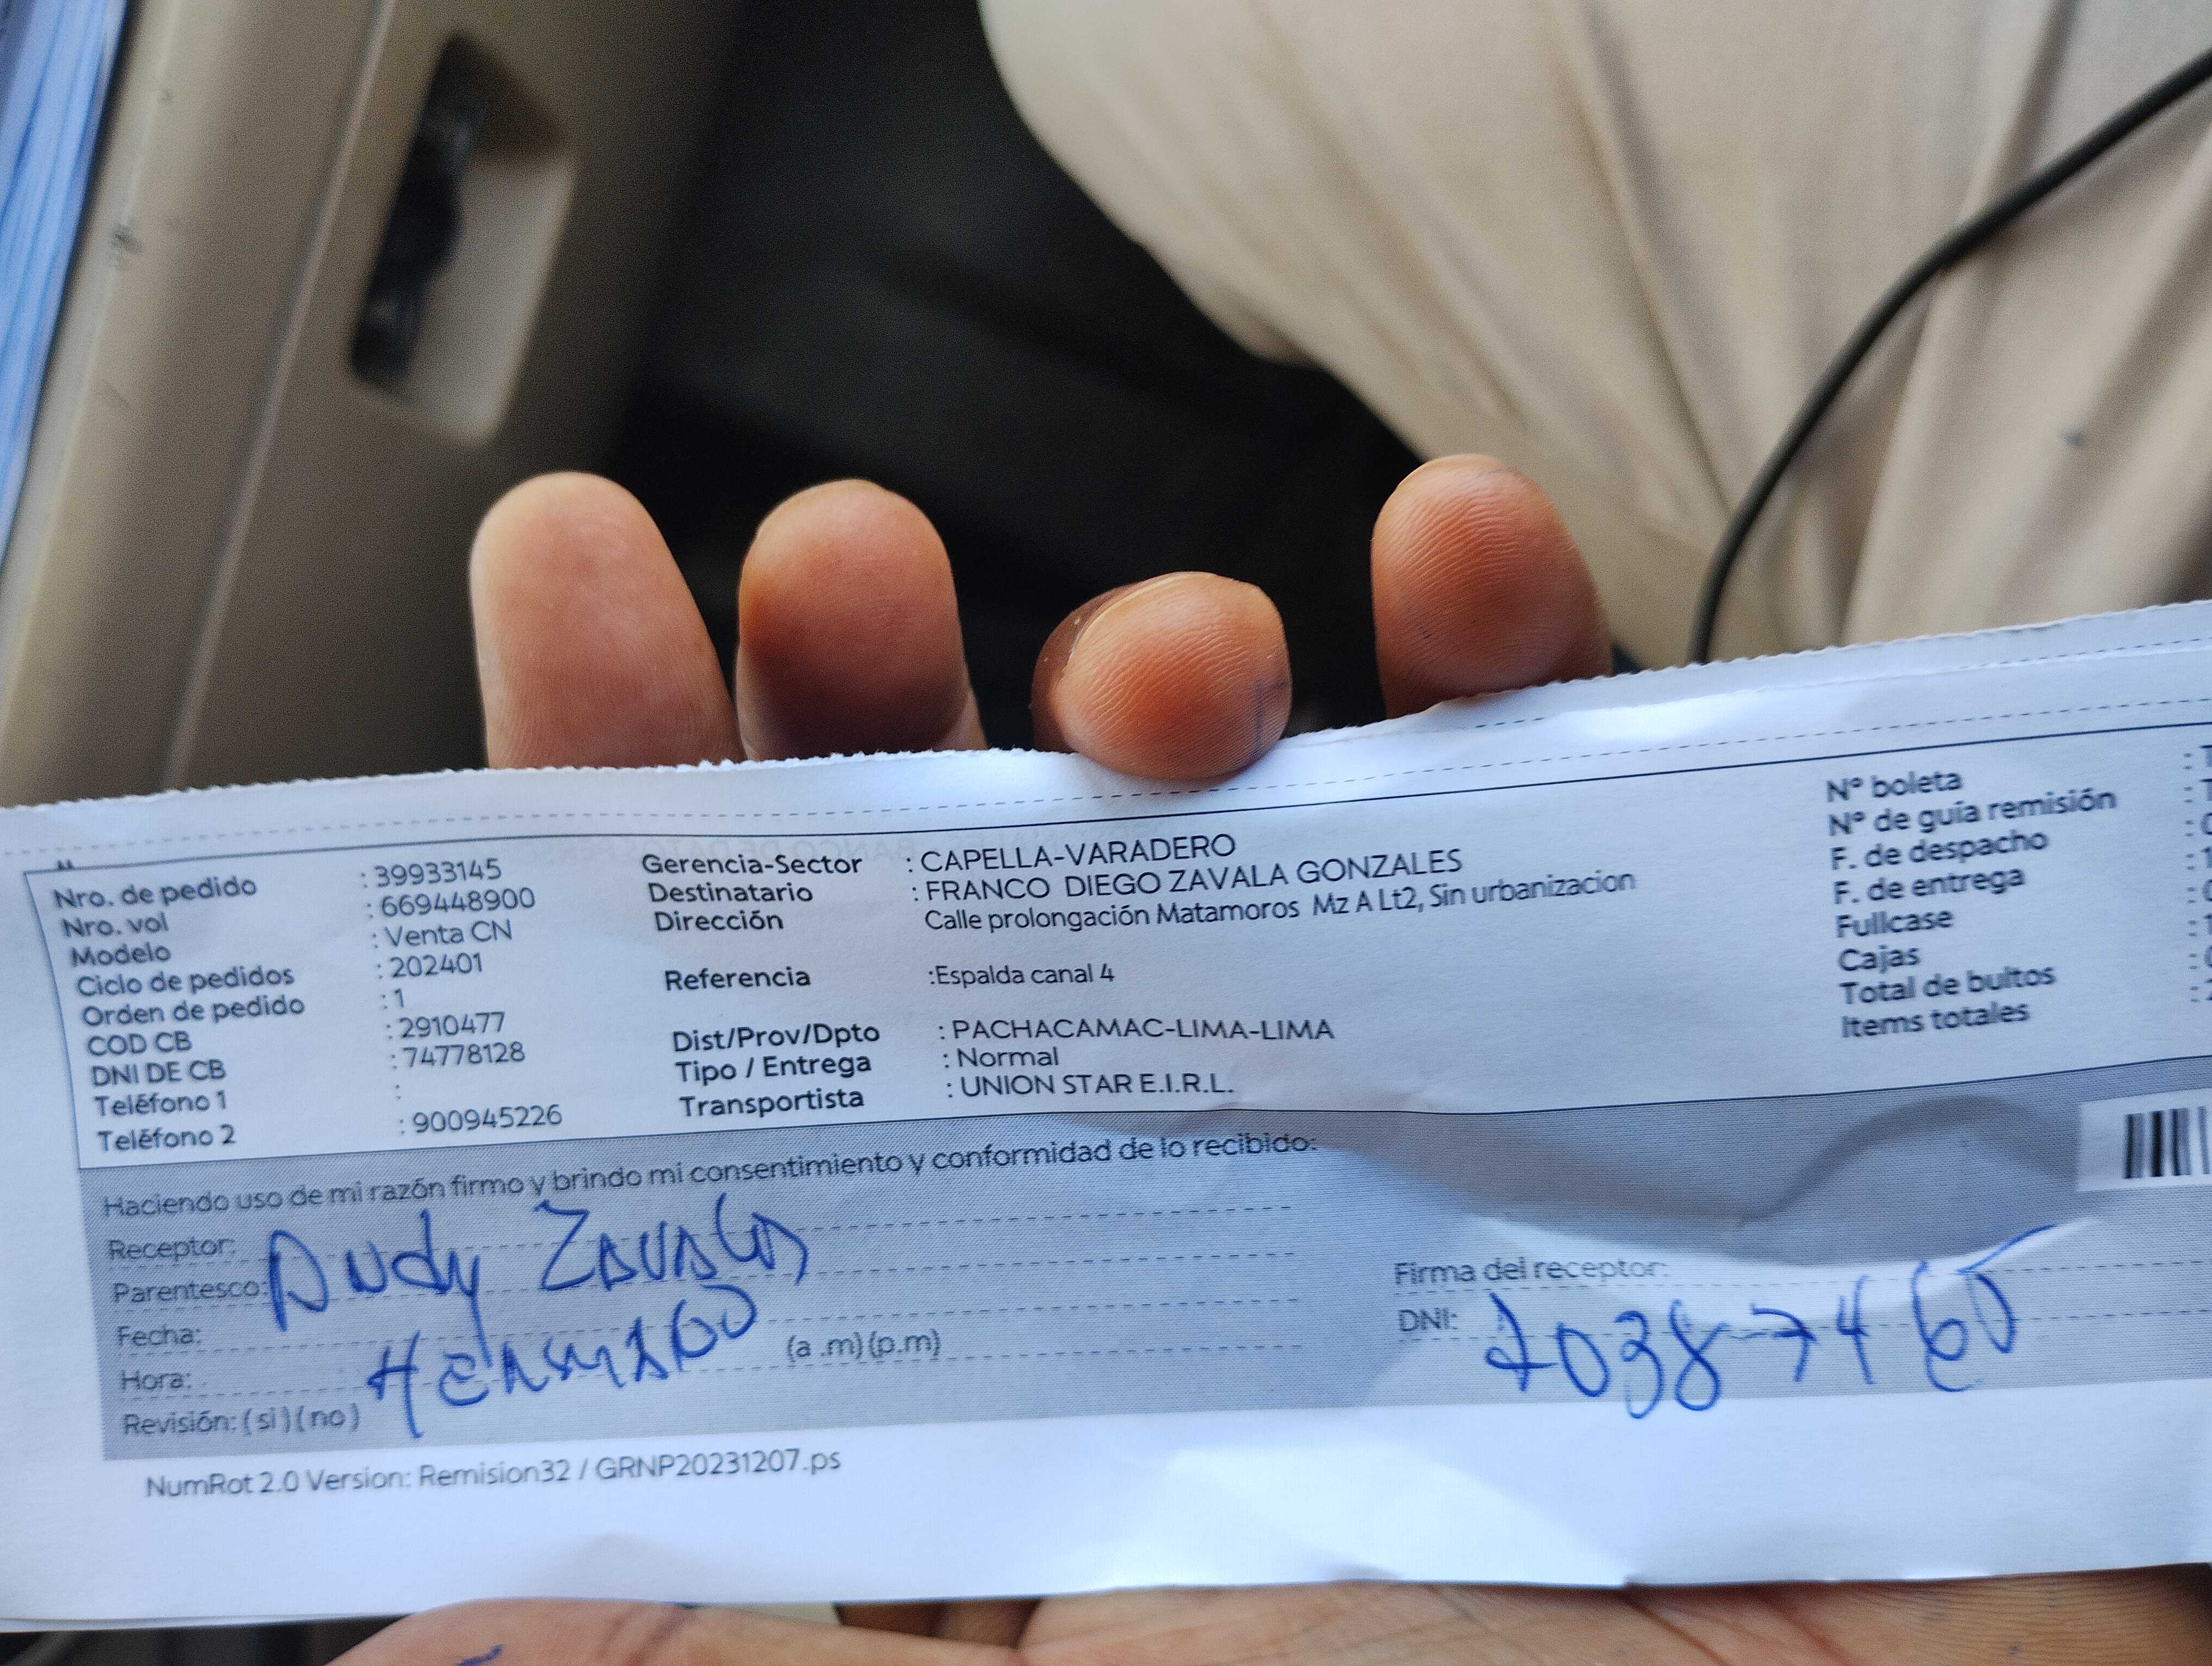 Nro. de pedido : 39933145
Nro. vol : 669448900
Modelo : Venta CN
Ciclo de pedidos : 202401
Orden de pedido : 1
COD CB : 2910477
DNI DE CB : 74778128
Teléfono 1 :
Teléfono 2 : 900945226
Gerencia-Sector : CAPELLA-VARADERO
Destinatario : FRANCO DIEGO ZAVALA GONZALES
Dirección Calle prolongación Matamoros Mz A Lt2, Sin urbanizacion
Referencia :Espalda canal 4
Dist/Prov/Dpto : PACHACAMAC-LIMA-LIMA
Tipo / Entrega : Normal
Transportista : UNION STAR E.I.R.L.
Nº boleta :
Nº de guía remisión :
F. de despacho :
F. de entrega :
Fullcase :
Cajas :
Total de bultos :
Items totales :
Haciendo uso de mi razón firmo y brindo mi consentimiento y conformidad de lo recibido:
Receptor: Andy Zavala
Parentesco:
Fecha: Hermano
Hora: (a .m)(p.m)
Revisión: (si)(no)
Firma del receptor:
DNI:
NumRot 2.0 Version: Remision32 / GRNP20231207.ps